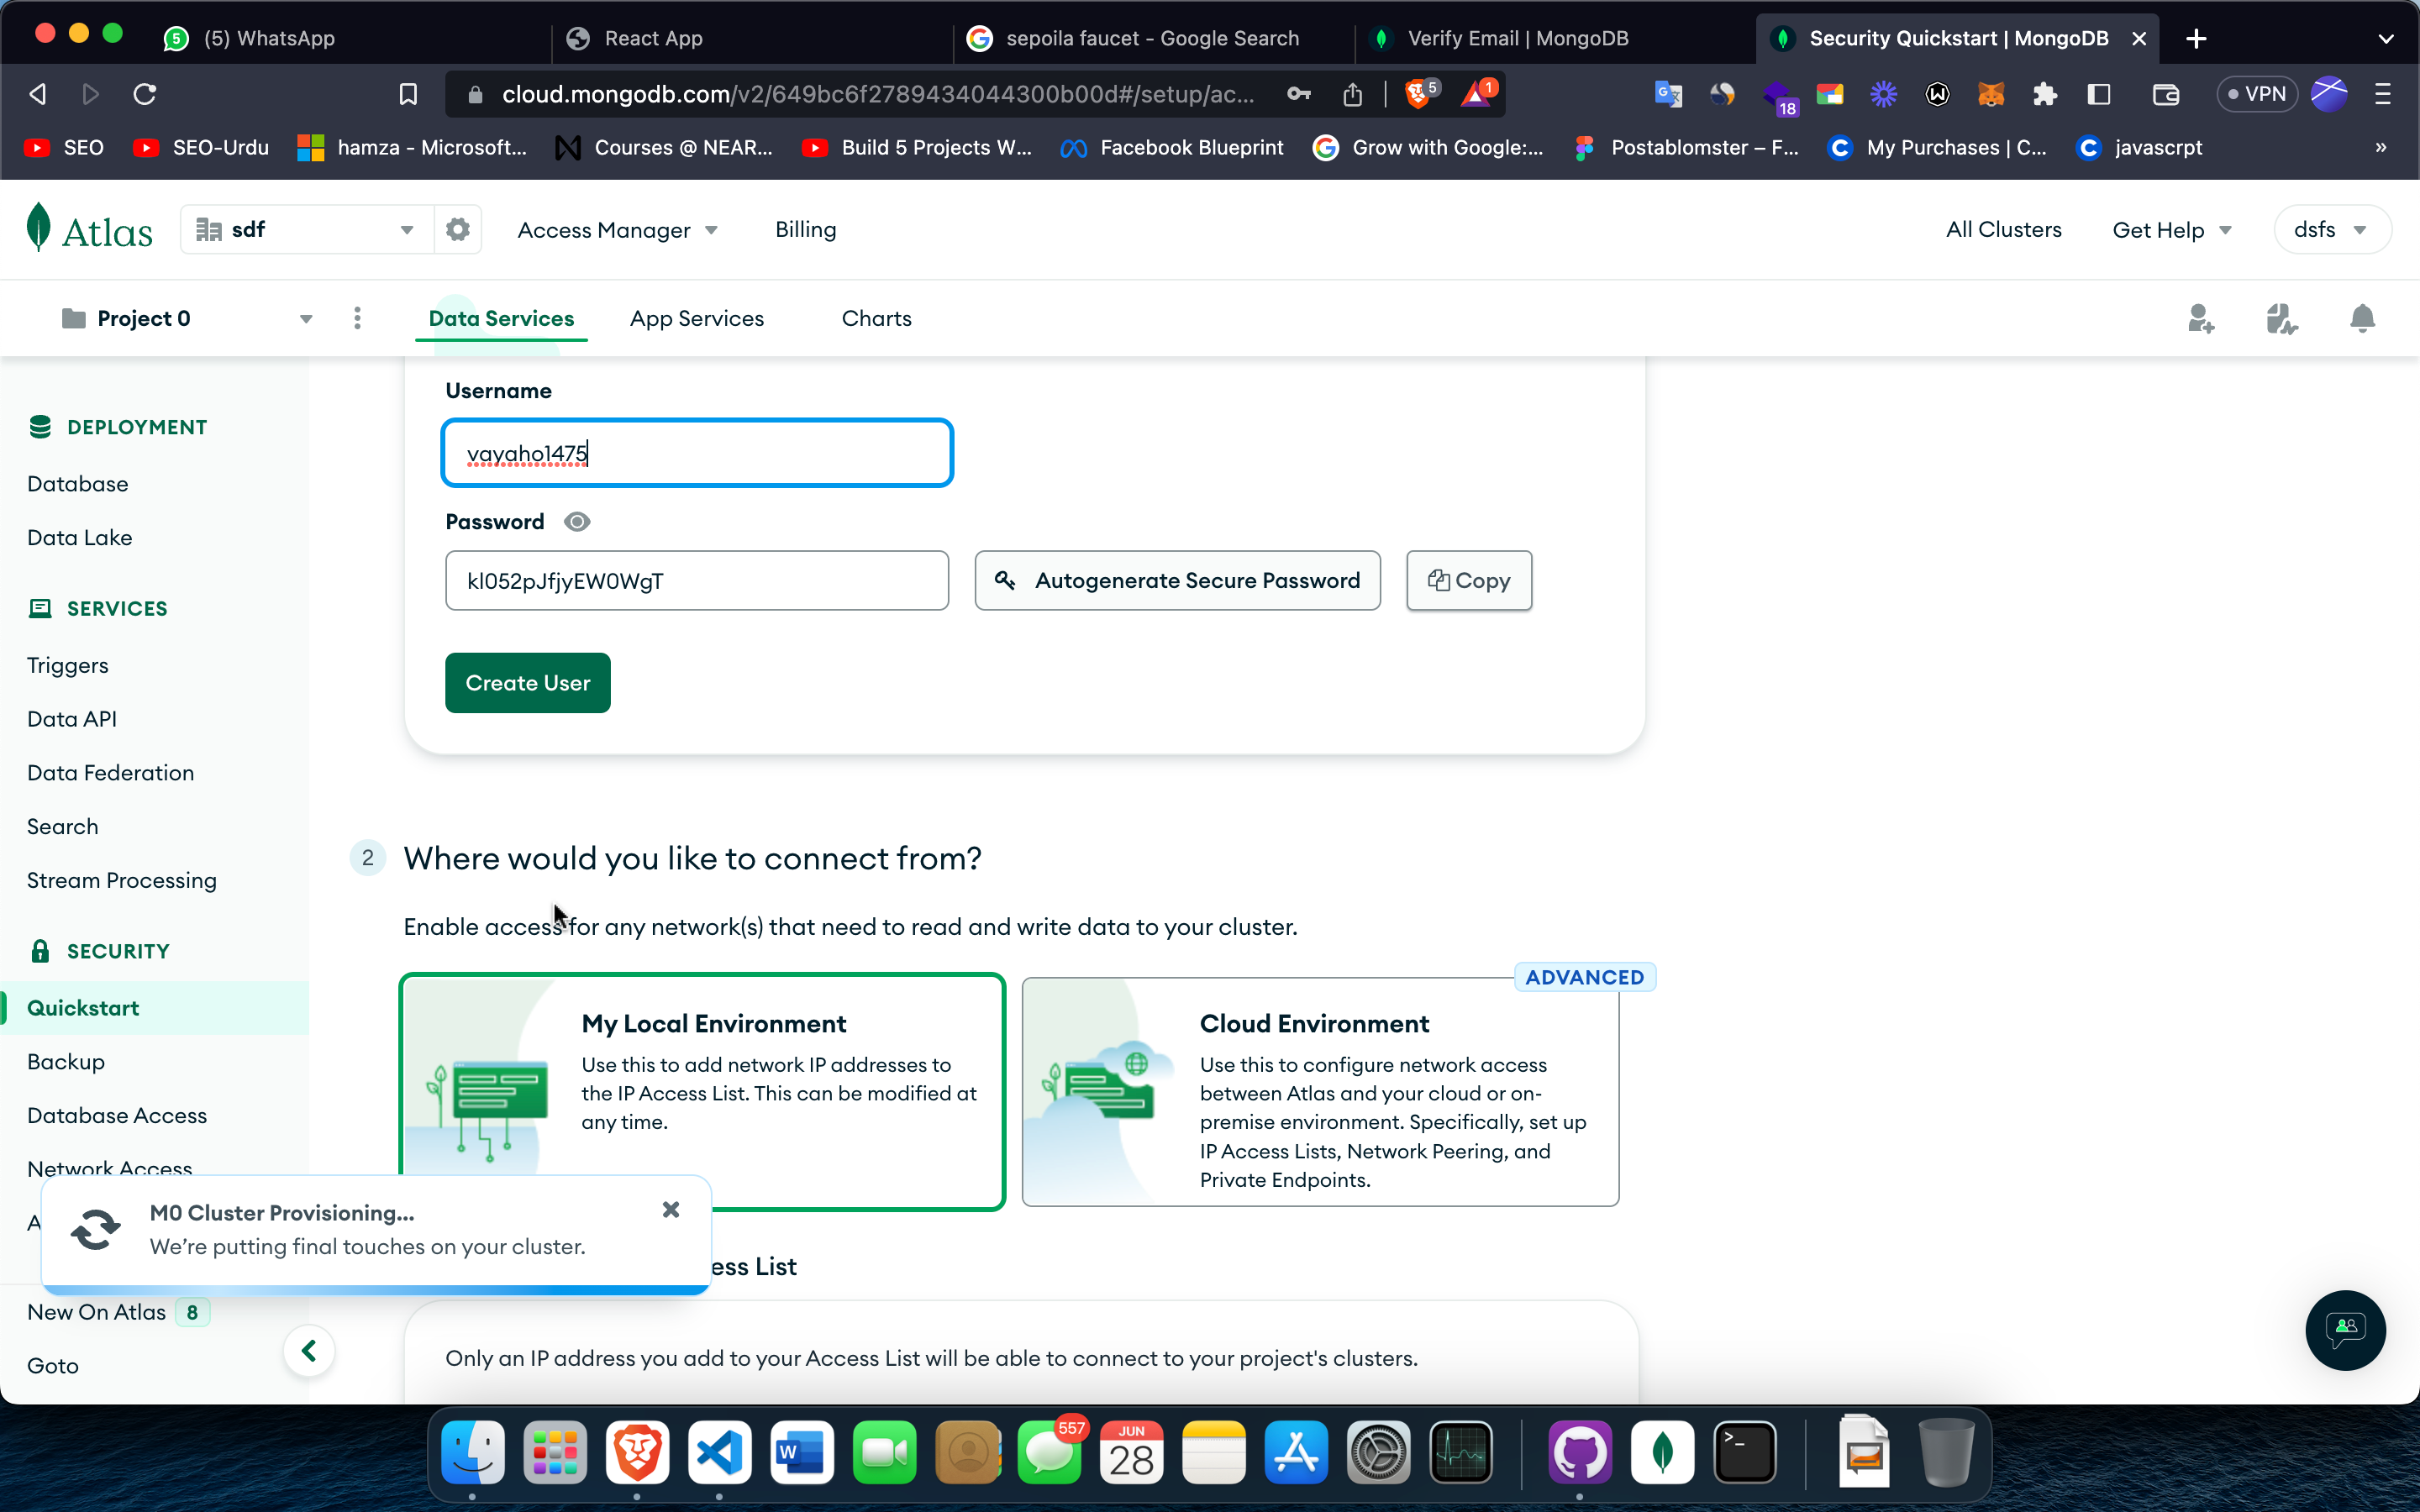 5 (5) WhatsApp
React App
sepoila faucet - Google Search
Verify Email | MongoDB
Security Quickstart | MongoDB
cloud.mongodb.com/v2/649bc6f2789434044300b00d#/setup/ac...
5
1
18
VPN
SEO
SEO-Urdu
hamza - Microsoft...
Courses @ NEAR...
Build 5 Projects W...
Facebook Blueprint
Grow with Google:...
Postablomster – F...
My Purchases | C...
javascrpt
»
Atlas
sdf
Access Manager
Billing
All Clusters
Get Help
dsfs
Project 0
Data Services
App Services
Charts
DEPLOYMENT
Database
Data Lake
SERVICES
Triggers
Data API
Data Federation
Search
Stream Processing
SECURITY
Quickstart
Backup
Database Access
Network Access
A
New On Atlas 8
Goto
Username
vayaho1475
Password
kl052pJfjyEW0WgT
Autogenerate Secure Password
Copy
Create User
2 Where would you like to connect from?
Enable access for any network(s) that need to read and write data to your cluster.
My Local Environment
Use this to add network IP addresses to
the IP Access List. This can be modified at
any time.
ADVANCED
Cloud Environment
Use this to configure network access
between Atlas and your cloud or on-
premise environment. Specifically, set up
IP Access Lists, Network Peering, and
Private Endpoints.
M0 Cluster Provisioning...
We’re putting final touches on your cluster.
ess List
Only an IP address you add to your Access List will be able to connect to your project's clusters.
W
557
JUN
28
>_